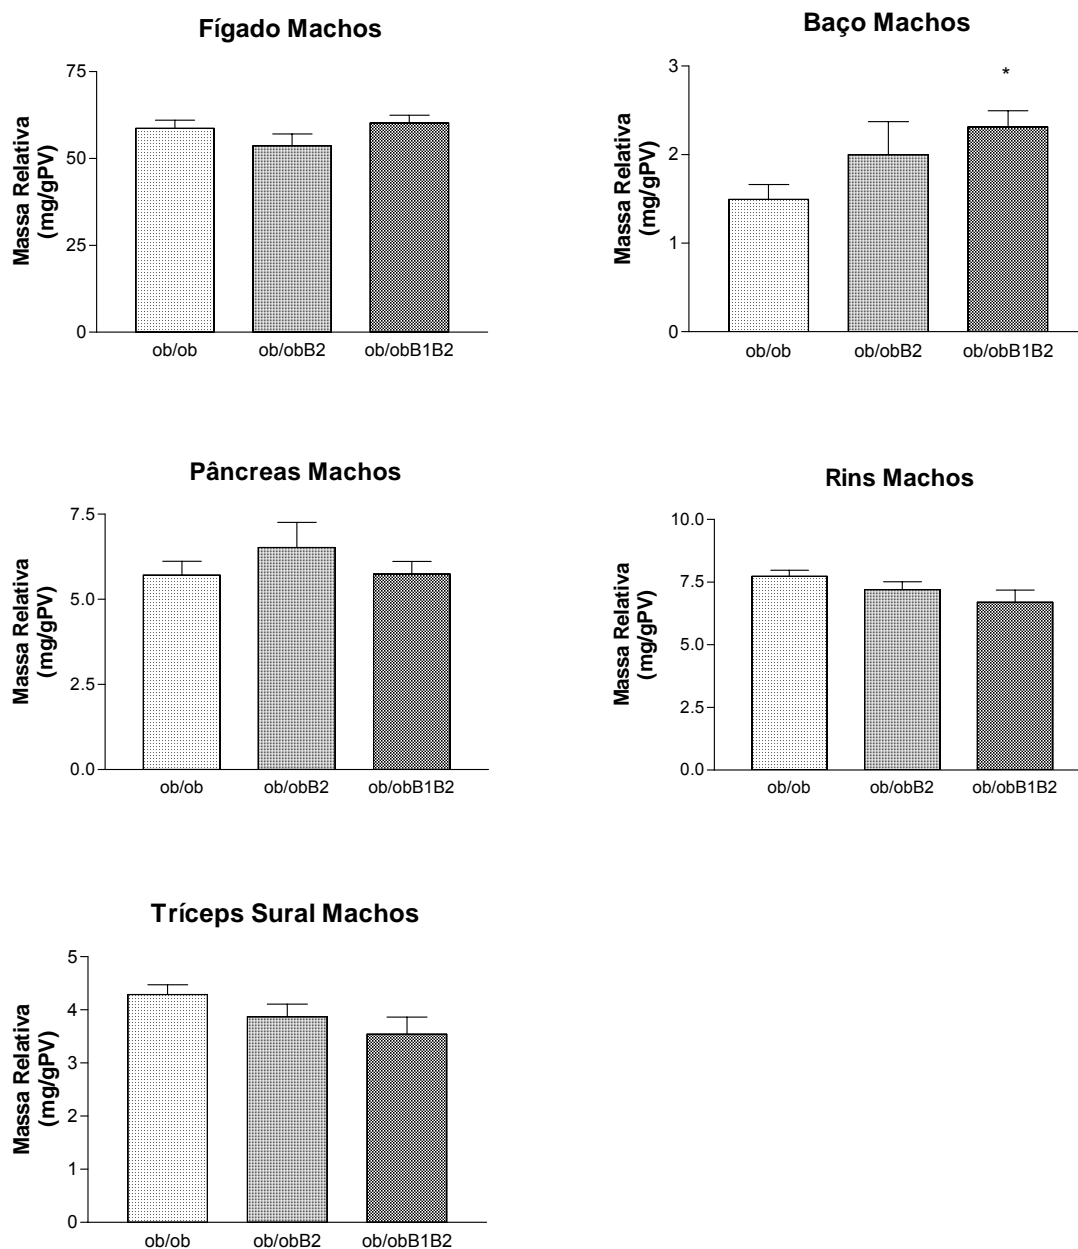 Fígado Machos
Massa Relativa
(mg/gPV)
75
50
25
0
ob/ob ob/obB2 ob/obB1B2
Baço Machos
Massa Relativa
(mg/gPV)
3
2
1
0
*
ob/ob ob/obB2 ob/obB1B2
Pâncreas Machos
Massa Relativa
(mg/gPV)
7.5
5.0
2.5
0.0
ob/ob ob/obB2 ob/obB1B2
Rins Machos
Massa Relativa
(mg/gPV)
10.0
7.5
5.0
2.5
0.0
ob/ob ob/obB2 ob/obB1B2
Tríceps Sural Machos
Massa Relativa
(mg/gPV)
5
4
3
2
1
0
ob/ob ob/obB2 ob/obB1B2